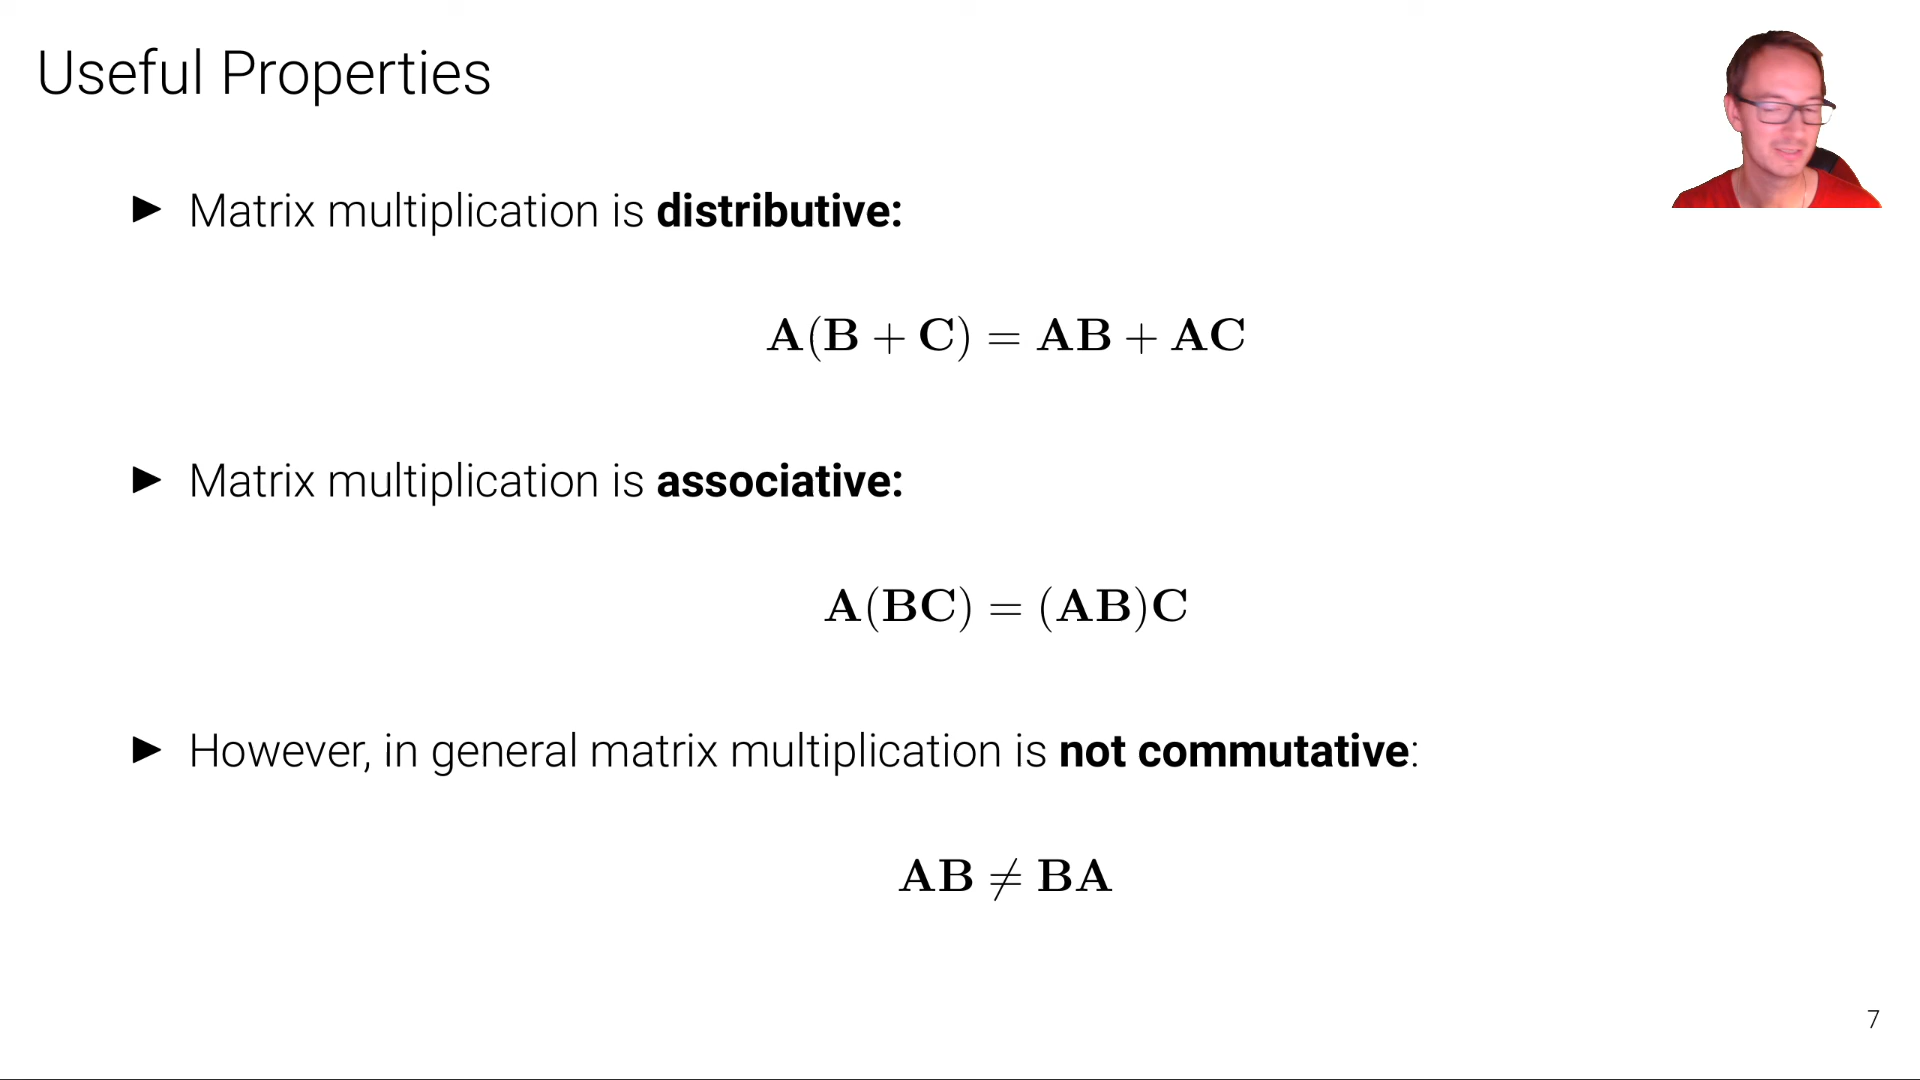 Useful Properties
▶ Matrix multiplication is distributive:
A(B + C) = AB + AC
▶ Matrix multiplication is associative:
A(BC) = (AB)C
▶ However, in general matrix multiplication is not commutative:
AB ≠ BA
7